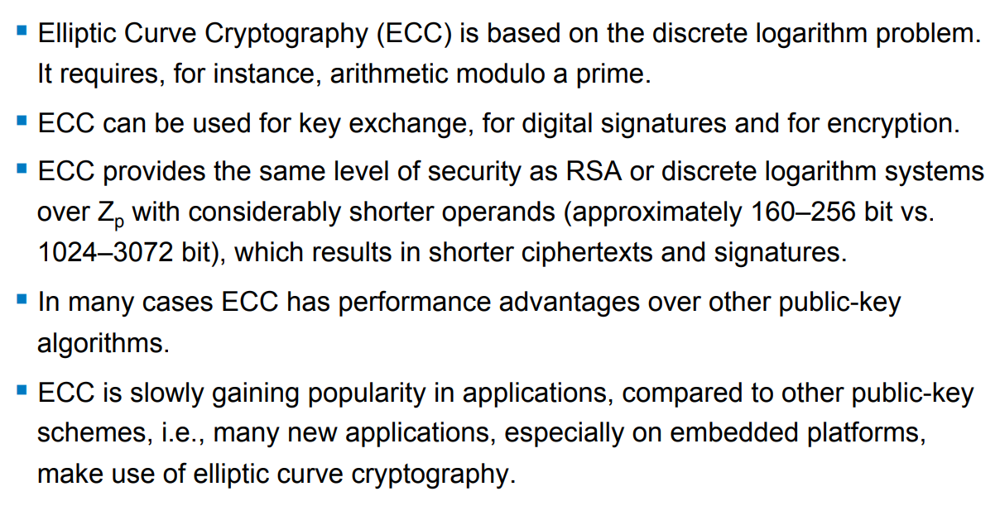 ▪ Elliptic Curve Cryptography (ECC) is based on the discrete logarithm problem.
It requires, for instance, arithmetic modulo a prime.
▪ ECC can be used for key exchange, for digital signatures and for encryption.
▪ ECC provides the same level of security as RSA or discrete logarithm systems
over Zp with considerably shorter operands (approximately 160–256 bit vs.
1024–3072 bit), which results in shorter ciphertexts and signatures.
▪ In many cases ECC has performance advantages over other public-key
algorithms.
▪ ECC is slowly gaining popularity in applications, compared to other public-key
schemes, i.e., many new applications, especially on embedded platforms,
make use of elliptic curve cryptography.